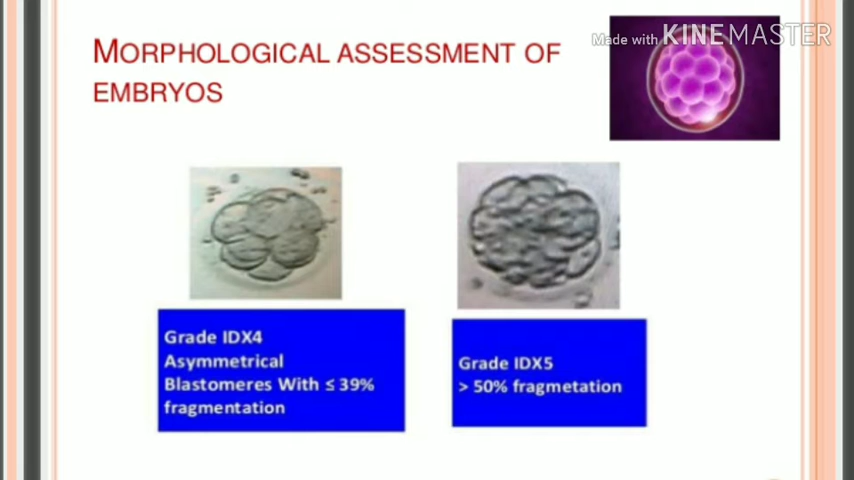 MORPHOLOGICAL ASSESSMENT OF
EMBRYOS
Made with KINEMASTER
Grade IDX4
Asymmetrical
Blastomeres With ≤ 39%
fragmentation
Grade IDX5
> 50% fragmetation